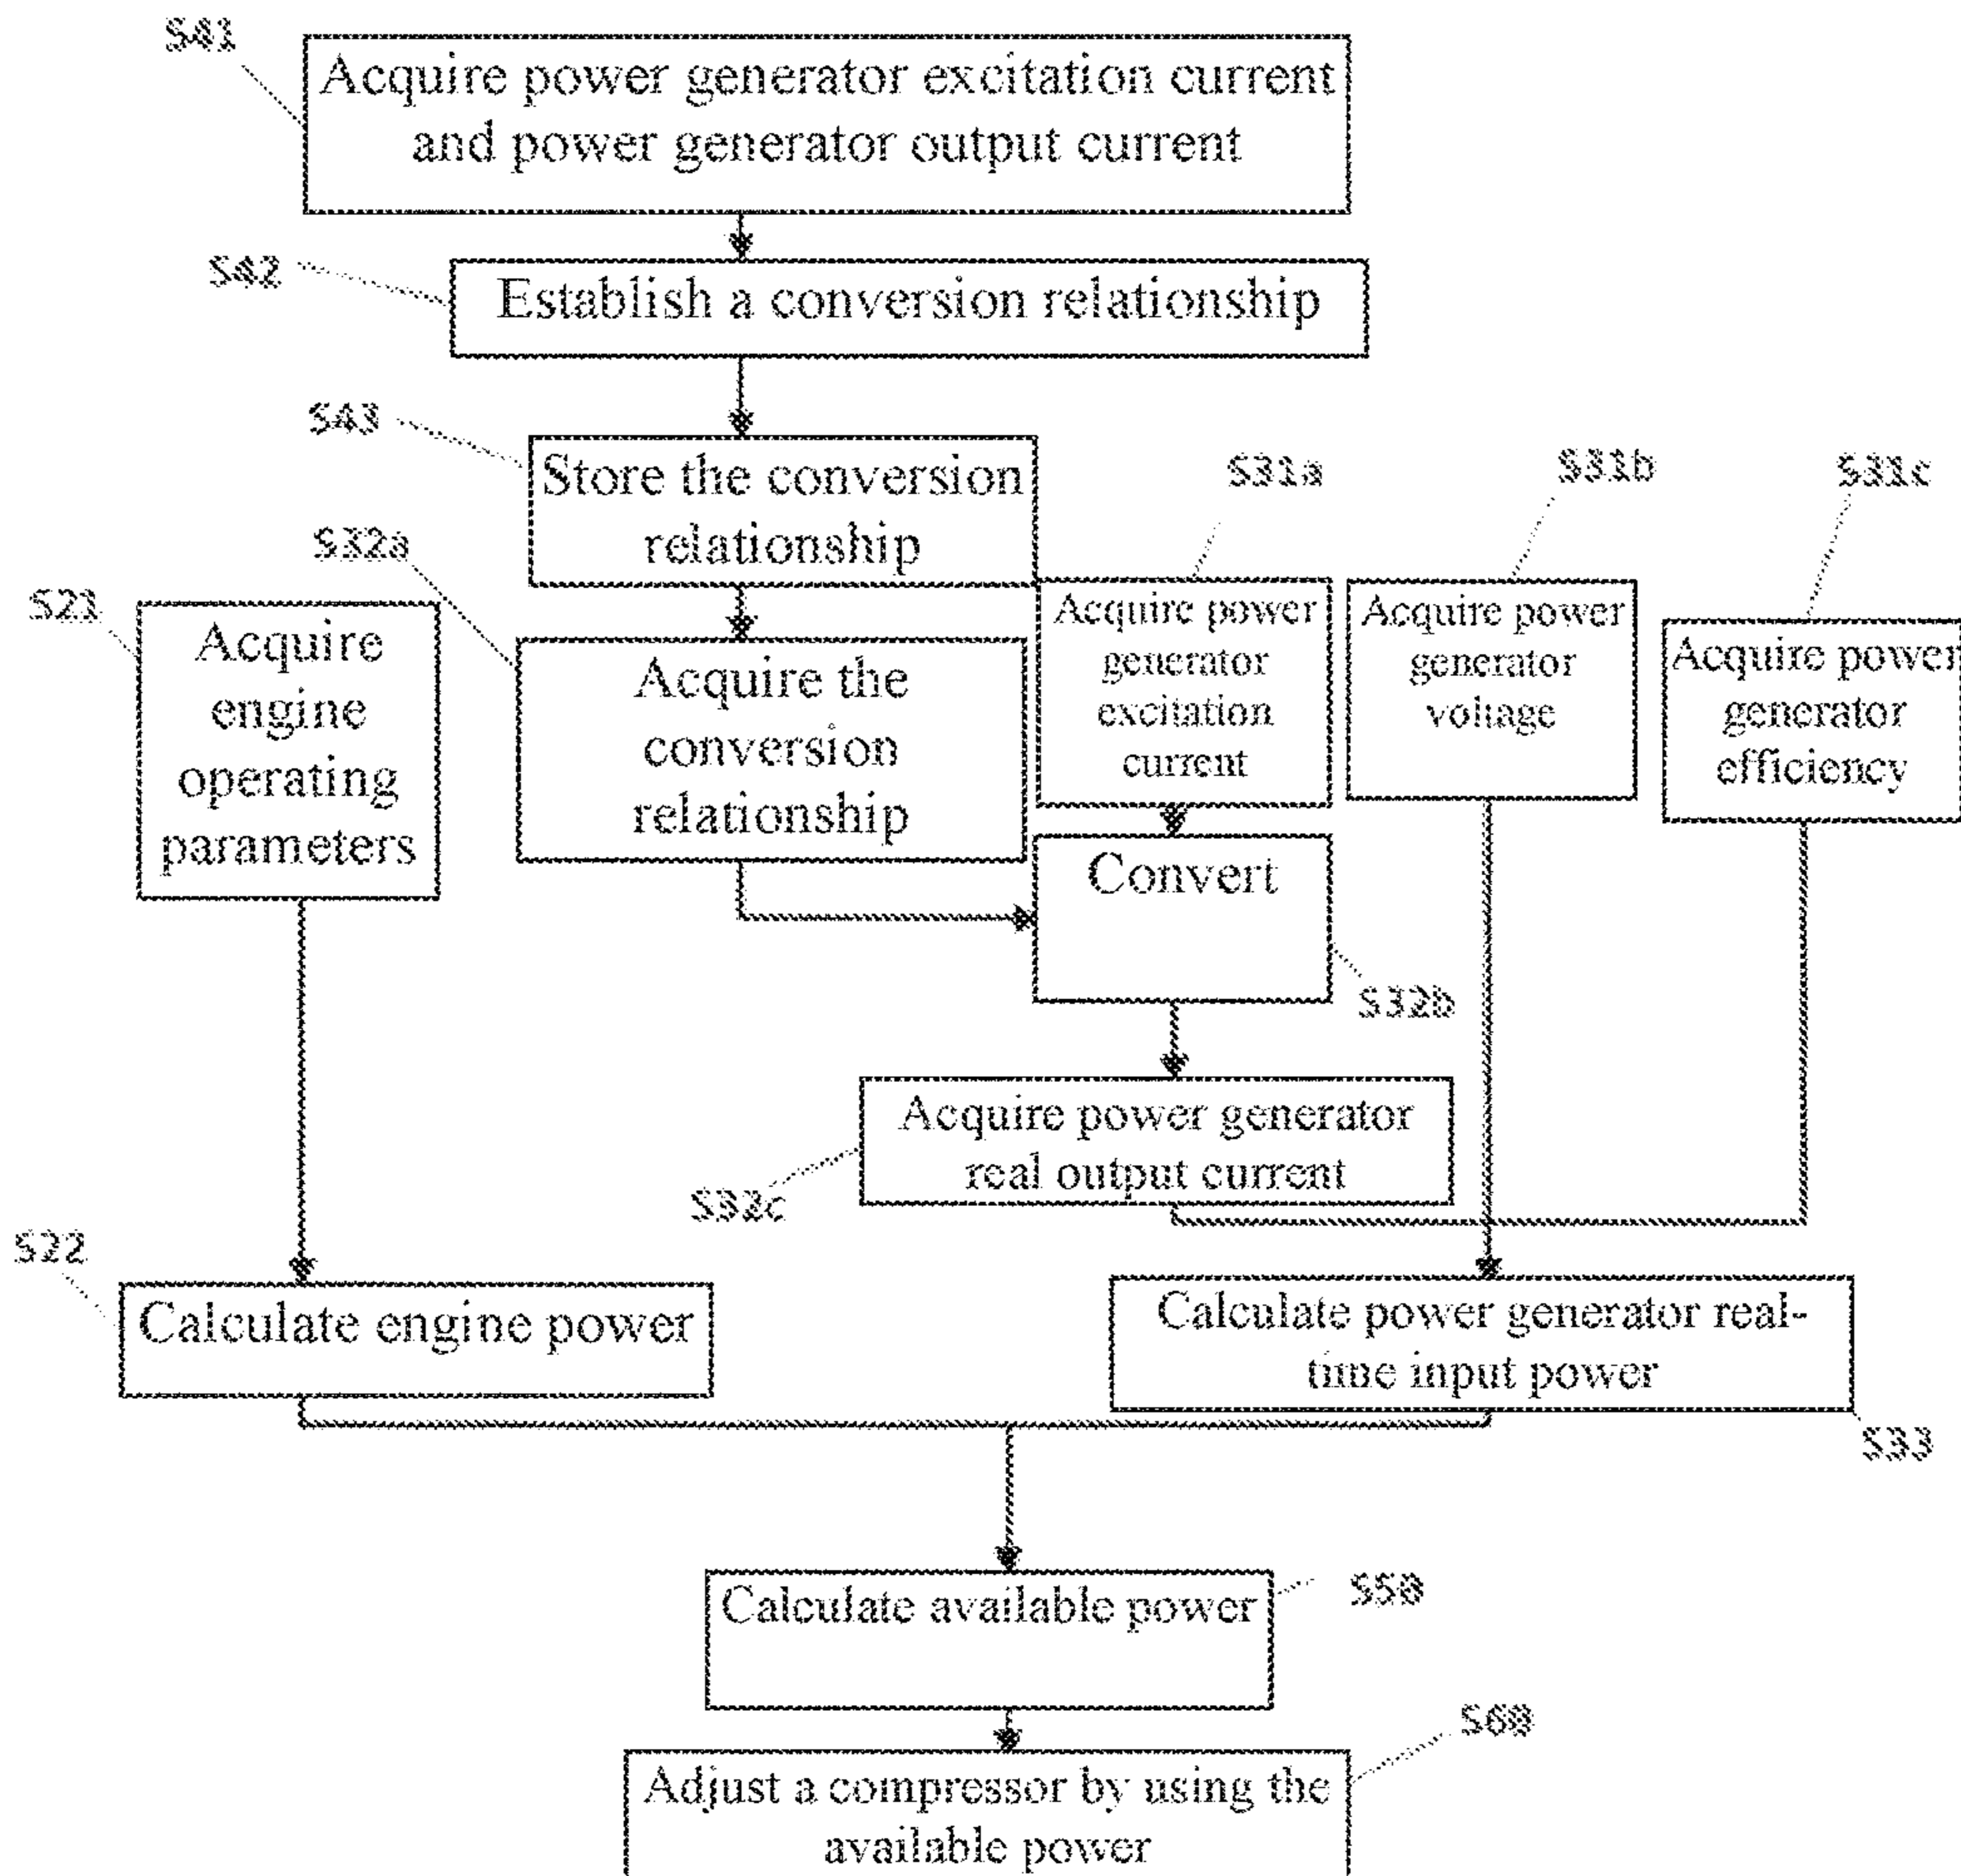 S41
Acquire power generator excitation current
and power generator output current
S42
Establish a conversion relationship
S43
Store the conversion
relationship
S31a
S31b
S31c
S32a
S21
Acquire
engine
operating
parameters
Acquire the
conversion
relationship
Acquire power
generator
excitation
current
Acquire power
generator
voltage
Acquire power
generator
efficiency
Convert
S32b
Acquire power generator
real output current
S32c
S22
Calculate engine power
Calculate power generator real-
time input power
S33
Calculate available power
S50
S60
Adjust a compressor by using the
available power